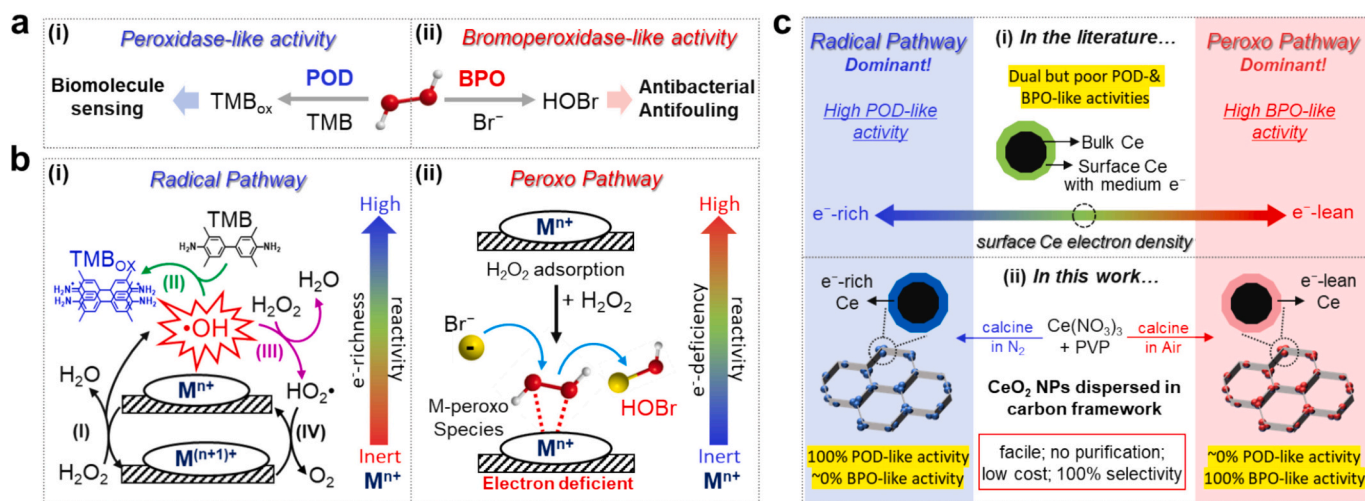 a
(i)
Peroxidase-like activity
(ii)
Bromoperoxidase-like activity
Biomolecule
sensing
TMBox
POD
TMB
BPO
Br⁻
HOBr
Antibacterial
Antifouling
b
(i)
Radical Pathway
TMB
H₂N
NH₂
TMBOX
(II)
•OH
H₂O₂
H₂O
(III)
HO₂•
H₂O
(I)
H₂O₂
Mⁿ⁺
M⁽ⁿ⁺¹⁾⁺
(IV)
O₂
High
e⁻-richness
reactivity
Inert
Mⁿ⁺
(ii)
Peroxo Pathway
Mⁿ⁺
H₂O₂ adsorption
+ H₂O₂
Br⁻
HOBr
M-peroxo
Species
Mⁿ⁺
Electron deficient
High
e⁻-deficiency
reactivity
Inert
Mⁿ⁺
c
Radical Pathway
Dominant!
High POD-like
activity
(i) In the literature...
Dual but poor POD-&
BPO-like activities
Bulk Ce
Surface Ce
with medium e⁻
Peroxo Pathway
Dominant!
High BPO-like
activity
e⁻-rich
e⁻-lean
surface Ce electron density
(ii) In this work...
e⁻-rich
Ce
e⁻-lean
Ce
calcine
in N₂
Ce(NO₃)₃
+ PVP
calcine
in Air
CeO₂ NPs dispersed in
carbon framework
facile; no purification;
low cost; 100% selectivity
100% POD-like activity
~0% BPO-like activity
~0% POD-like activity
100% BPO-like activity